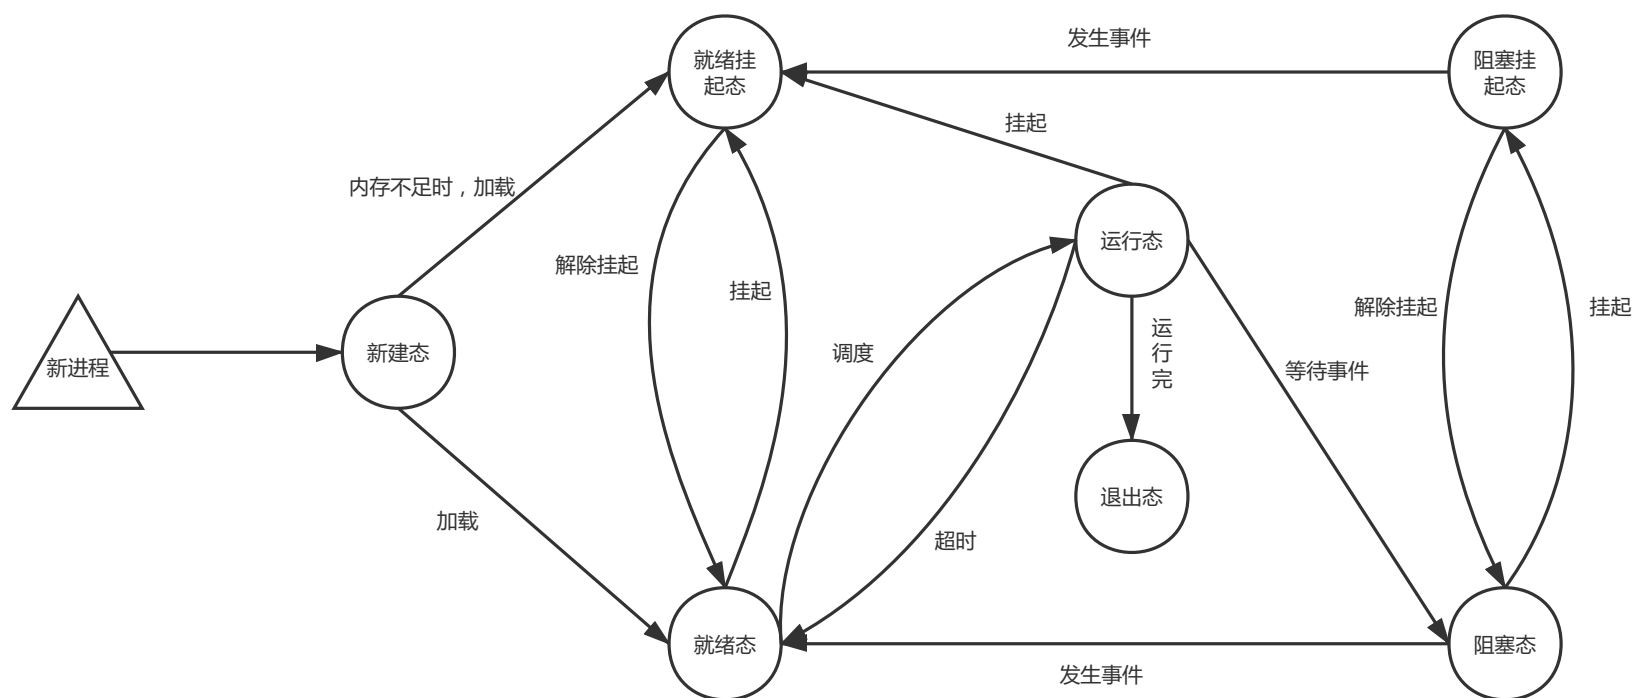 发生事件
就绪挂
起态
阻塞挂
起态
挂起
内存不足时，加载
运行态
解除挂起
挂起
解除挂起
挂起
运
行
完
新进程
新建态
调度
等待事件
退出态
加载
超时
就绪态
阻塞态
发生事件